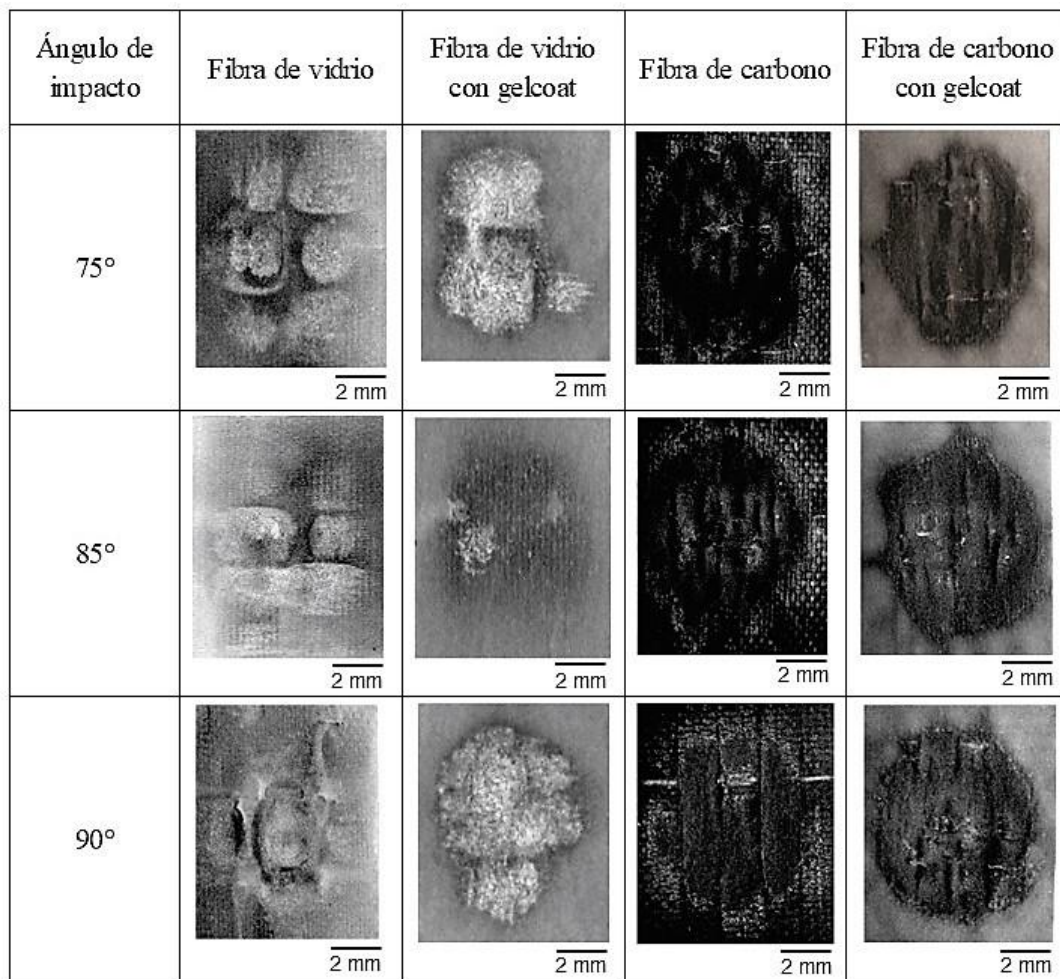 Ángulo de
impacto
Fibra de vidrio
Fibra de vidrio
con gelcoat
Fibra de carbono
Fibra de carbono
con gelcoat
75°
2 mm
2 mm
2 mm
2 mm
85°
2 mm
2 mm
2 mm
2 mm
90°
2 mm
2 mm
2 mm
2 mm